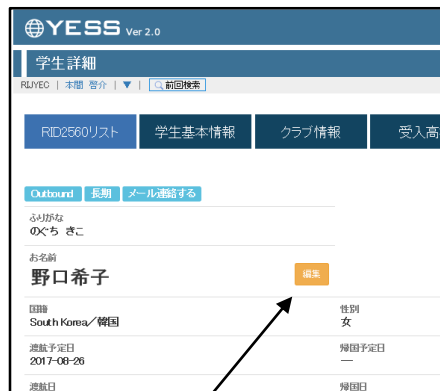 YESS Ver 2.0
学生詳細
RIJYEC | 本間 啓介 | ▼ | 前回検索
RID2560リスト 学生基本情報 クラブ情報 受入高
Outbound 長期 メール連絡する
ふりがな
のぐち きこ
お名前
野口希子 編集
国籍 性別
South Korea／韓国 女
渡航予定日 帰国予定日
2017-08-26 —
渡航日 帰国日